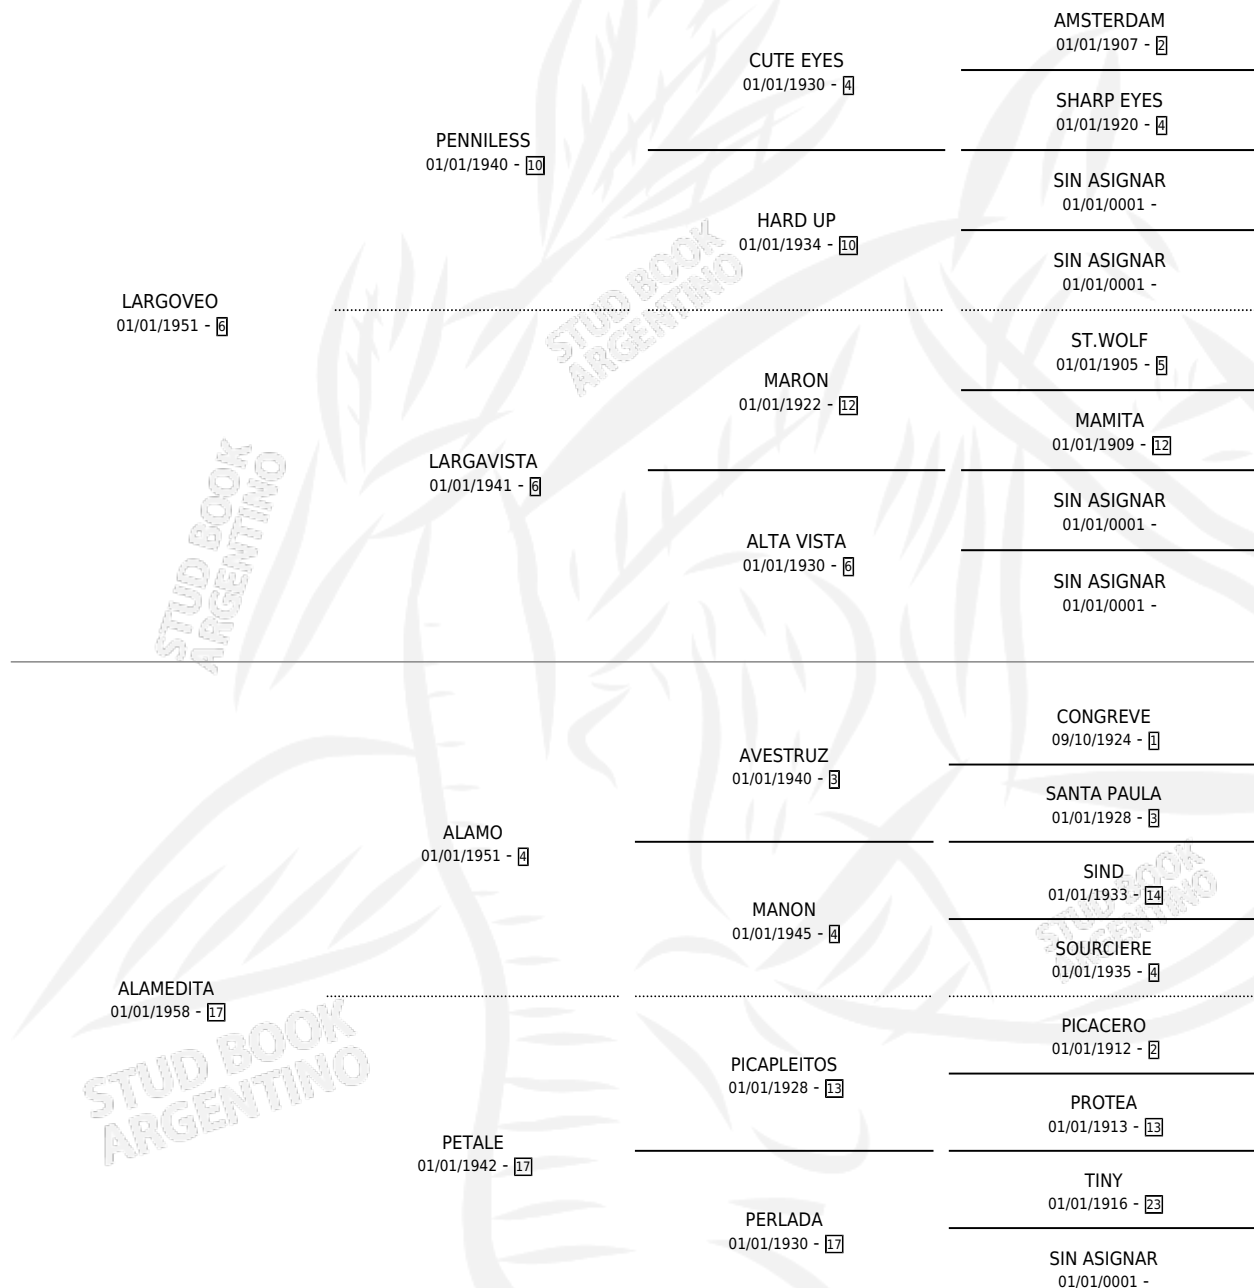 AMSTERDAM
01/01/1907 - 2
CUTE EYES
01/01/1930 - 4
SHARP EYES
01/01/1920 - 4
PENNILESS
01/01/1940 - 10
SIN ASIGNAR
01/01/0001 -
HARD UP
01/01/1934 - 10
SIN ASIGNAR
01/01/0001 -
LARGOVEO
01/01/1951 - 6
STUD BOOK
ARGENTINO
ST.WOLF
01/01/1905 - 5
MARON
01/01/1922 - 12
MAMITA
01/01/1909 - 12
LARGAVISTA
01/01/1941 - 6
SIN ASIGNAR
01/01/0001 -
ALTA VISTA
01/01/1930 - 6
SIN ASIGNAR
01/01/0001 -
STUD BOOK
ARGENTINO
CONGREVE
09/10/1924 - 1
AVESTRUZ
01/01/1940 - 3
SANTA PAULA
01/01/1928 - 3
ALAMO
01/01/1951 - 4
SIND
01/01/1933 - 14
MANON
01/01/1945 - 4
SOURCIERE
01/01/1935 - 4
STUD BOOK
ARGENTINO
ALAMEDITA
01/01/1958 - 17
STUD BOOK
ARGENTINO
PICACERO
01/01/1912 - 2
PICAPLEITOS
01/01/1928 - 13
PROTEA
01/01/1913 - 13
PETALE
01/01/1942 - 17
TINY
01/01/1916 - 23
PERLADA
01/01/1930 - 17
SIN ASIGNAR
01/01/0001 -